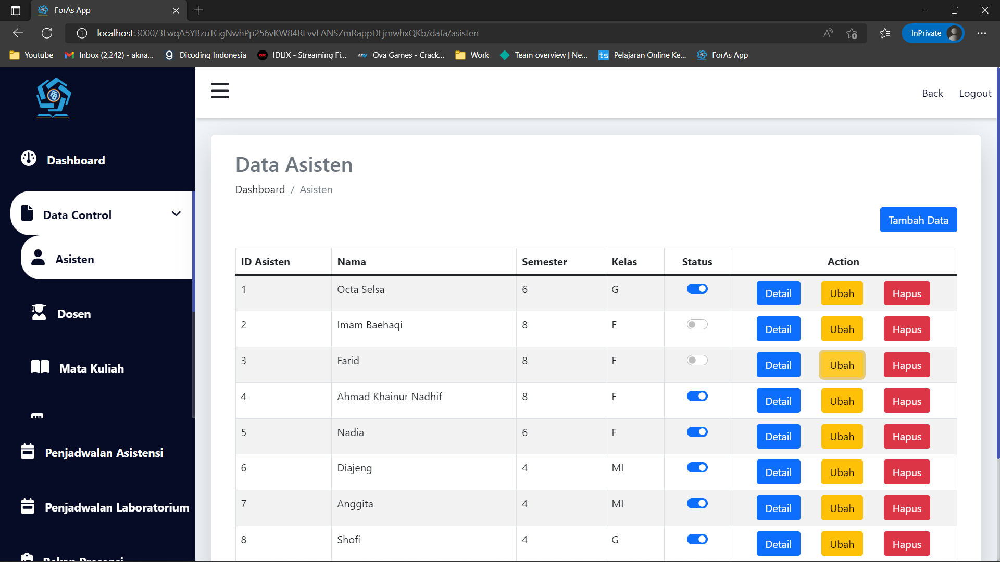 ForAs App
localhost:3000/3LwqA5YBzuTGgNwhPp256vKW84REvvLANSZmRappDLjmwhxQKb/data/asisten
InPrivate
Youtube
Inbox (2,242) - akna...
Dicoding Indonesia
IDLIX - Streaming Fi...
Ova Games - Crack...
Work
Team overview | Ne...
Pelajaran Online Ke...
ForAs App
Back Logout
Dashboard
Data Control
Asisten
Dosen
Mata Kuliah
Penjadwalan Asistensi
Penjadwalan Laboratorium
Data Asisten
Dashboard / Asisten
Tambah Data
ID Asisten Nama Semester Kelas Status Action
1 Octa Selsa 6 G Detail Ubah Hapus
2 Imam Baehaqi 8 F Detail Ubah Hapus
3 Farid 8 F Detail Ubah Hapus
4 Ahmad Khainur Nadhif 8 F Detail Ubah Hapus
5 Nadia 6 F Detail Ubah Hapus
6 Diajeng 4 MI Detail Ubah Hapus
7 Anggita 4 MI Detail Ubah Hapus
8 Shofi 4 G Detail Ubah Hapus